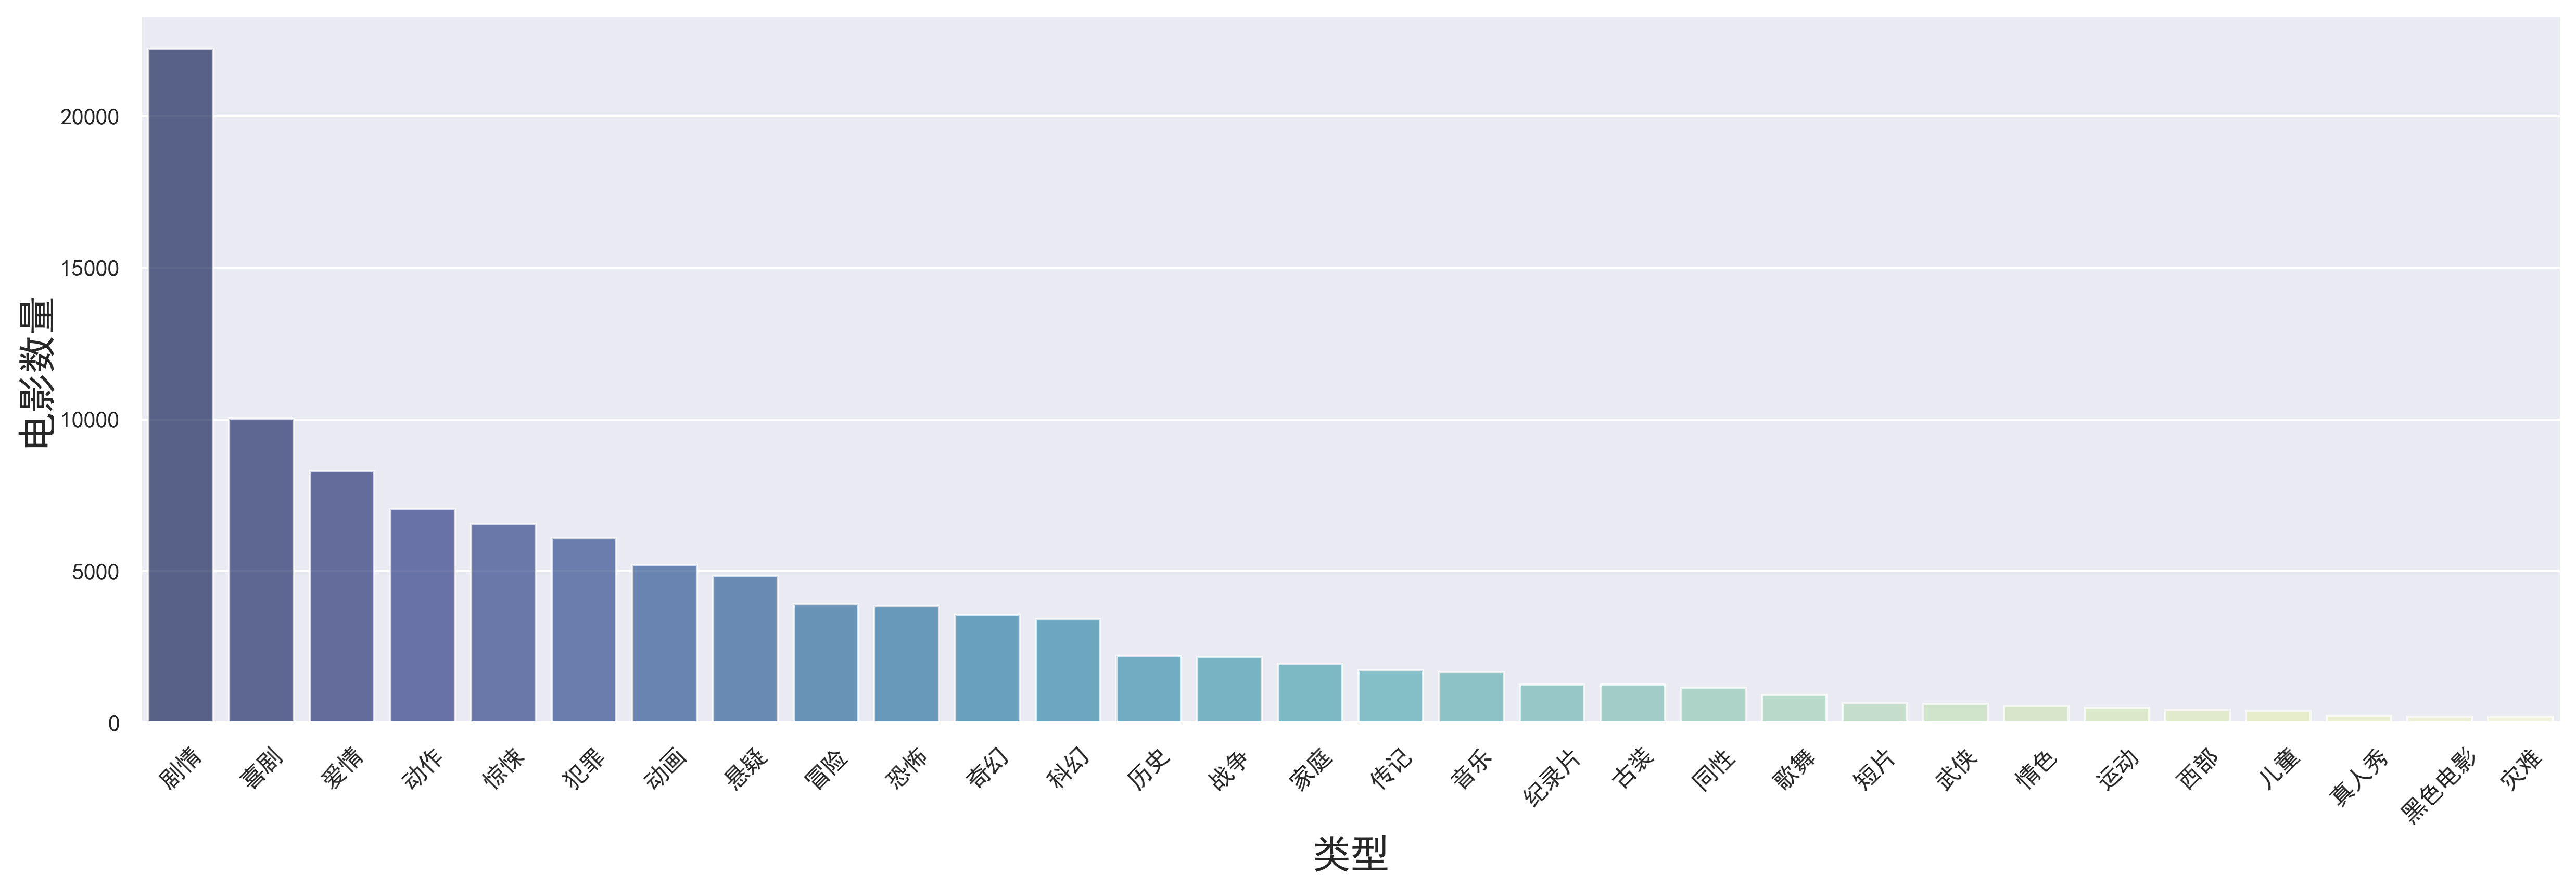 电影数量
20000
15000
10000
5000
0
剧情
喜剧
爱情
动作
惊悚
犯罪
动画
悬疑
冒险
恐怖
奇幻
科幻
历史
战争
家庭
传记
音乐
纪录片
古装
同性
歌舞
短片
武侠
情色
运动
西部
儿童
真人秀
黑色电影
灾难
类型